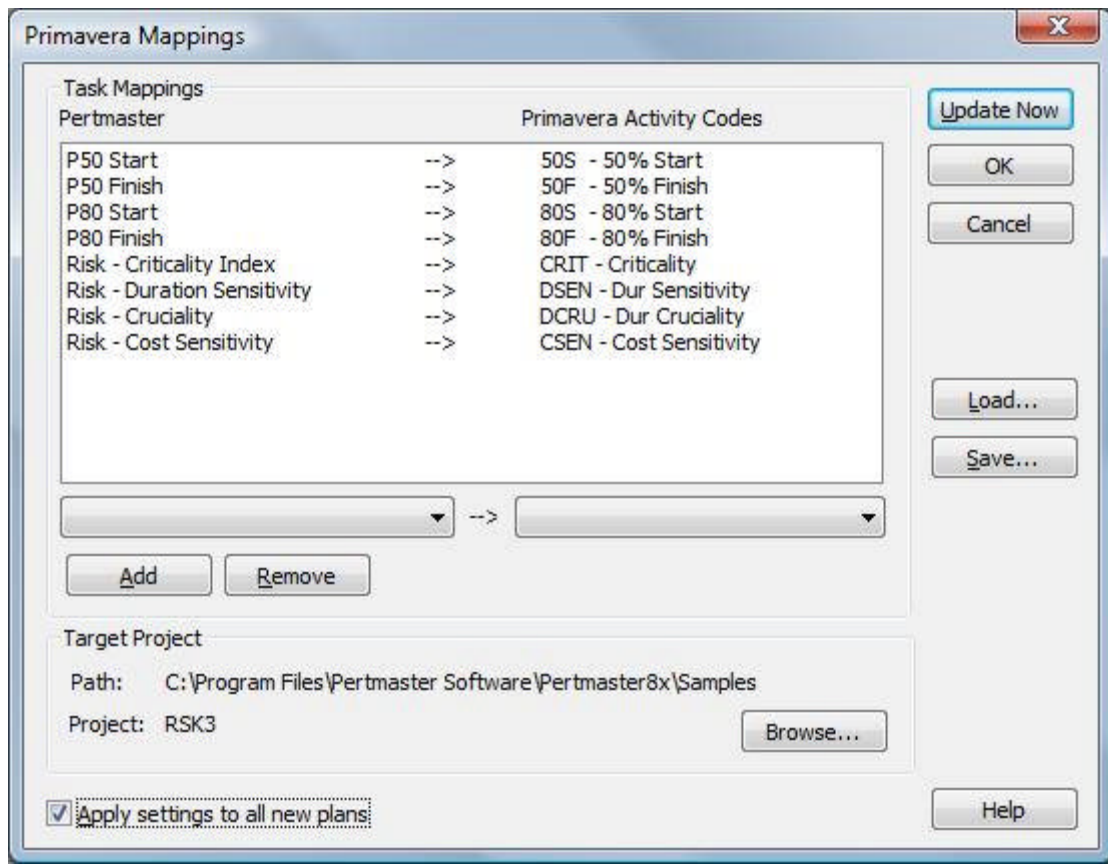 Primavera Mappings
Task Mappings
Pertmaster Primavera Activity Codes
P50 Start --> 50S - 50% Start
P50 Finish --> 50F - 50% Finish
P80 Start --> 80S - 80% Start
P80 Finish --> 80F - 80% Finish
Risk - Criticality Index --> CRIT - Criticality
Risk - Duration Sensitivity --> DSEN - Dur Sensitivity
Risk - Cruciality --> DCRU - Dur Cruciality
Risk - Cost Sensitivity --> CSEN - Cost Sensitivity
-->
Add Remove
Update Now
OK
Cancel
Load...
Save...
Target Project
Path: C:\Program Files\Pertmaster Software\Pertmaster8x\Samples
Project: RSK3
Browse...
Apply settings to all new plans
Help